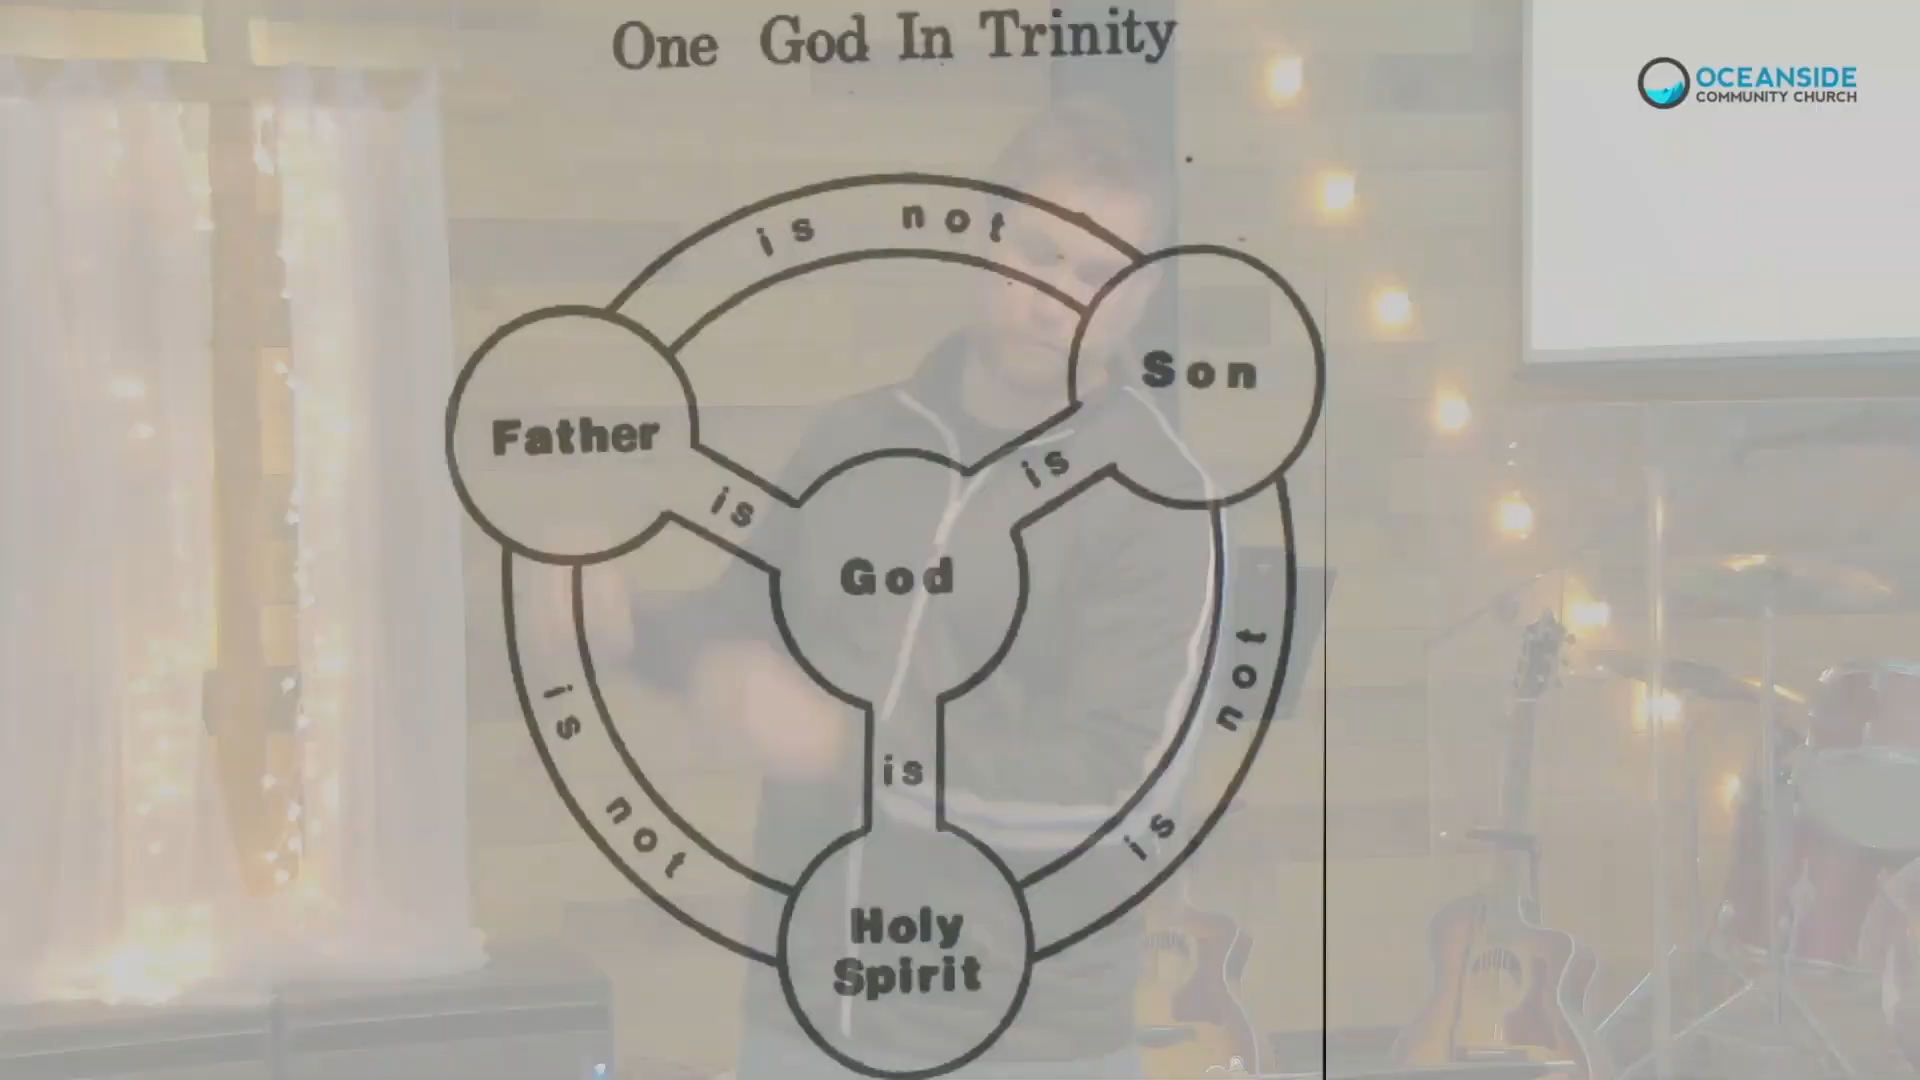 One God In Trinity
OCEANSIDE
COMMUNITY CHURCH
is not
Son
Father
is
is
God
is not
is not
is
Holy
Spirit